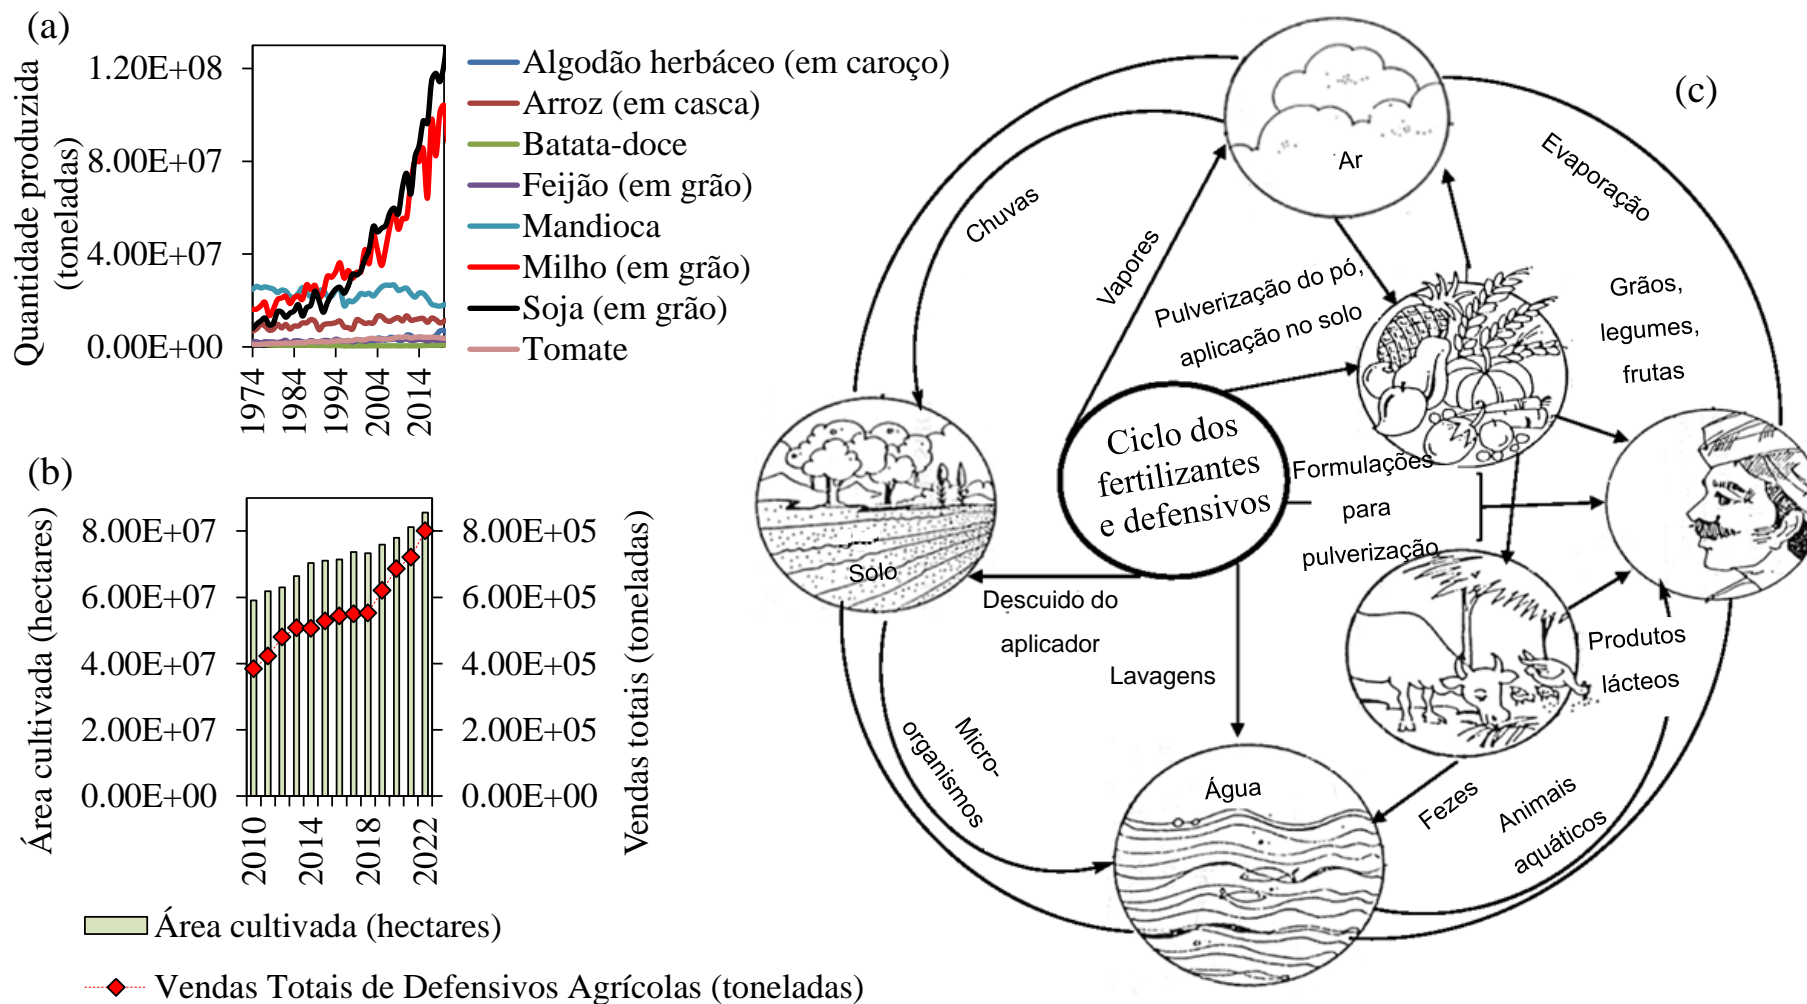 (a)
Quantidade produzida
(toneladas)
1.20E+08
8.00E+07
4.00E+07
0.00E+00
1974
1984
1994
2004
2014
Algodão herbáceo (em caroço)
Arroz (em casca)
Batata-doce
Feijão (em grão)
Mandioca
Milho (em grão)
Soja (em grão)
Tomate
(b)
Área cultivada (hectares)
8.00E+07
6.00E+07
4.00E+07
2.00E+07
0.00E+00
2010
2014
2018
2022
8.00E+05
6.00E+05
4.00E+05
2.00E+05
0.00E+00
Vendas totais (toneladas)
Área cultivada (hectares)
Vendas Totais de Defensivos Agrícolas (toneladas)
(c)
Ar
Chuvas
Vapores
Evaporação
Pulverização do pó,
aplicação no solo
Grãos,
legumes,
frutas
Ciclo dos
fertilizantes
e defensivos
Formulações
para
pulverização
Solo
Descuido do
aplicador
Lavagens
Produtos
lácteos
Micro-
organismos
Água
Fezes
Animais
aquáticos